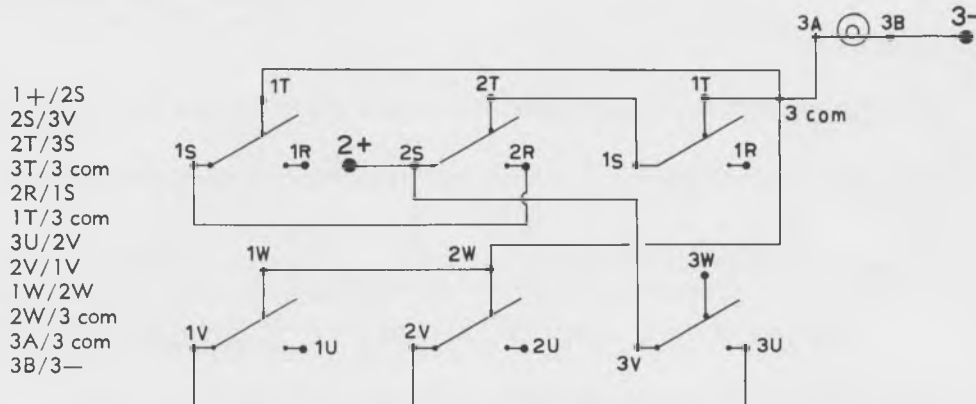 3A 3B 3-
1T 2T 1T
3 com
1+/2S
2S/3V
2T/3S
3T/3 com
2R/1S
1T/3 com
3U/2V
2V/1V
1W/2W
2W/3 com
3A/3 com
3B/3—
1S 1R 2+ 2S 2R 1S 1R
1W 2W 3W
1V 1U 2V 2U 3V 3U